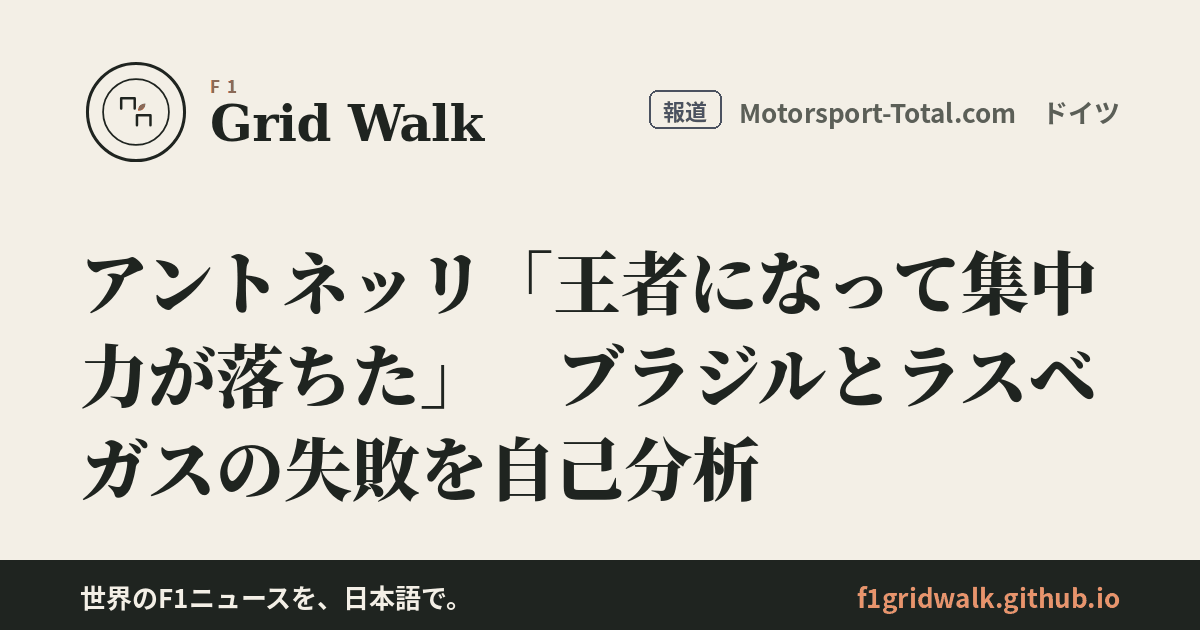 F1
Grid Walk
報道 Motorsport-Total.com ドイツ
アントネッリ「王者になって集中
力が落ちた」 ブラジルとラスベ
ガスの失敗を自己分析
世界のF1ニュースを、日本語で。
f1gridwalk.github.io